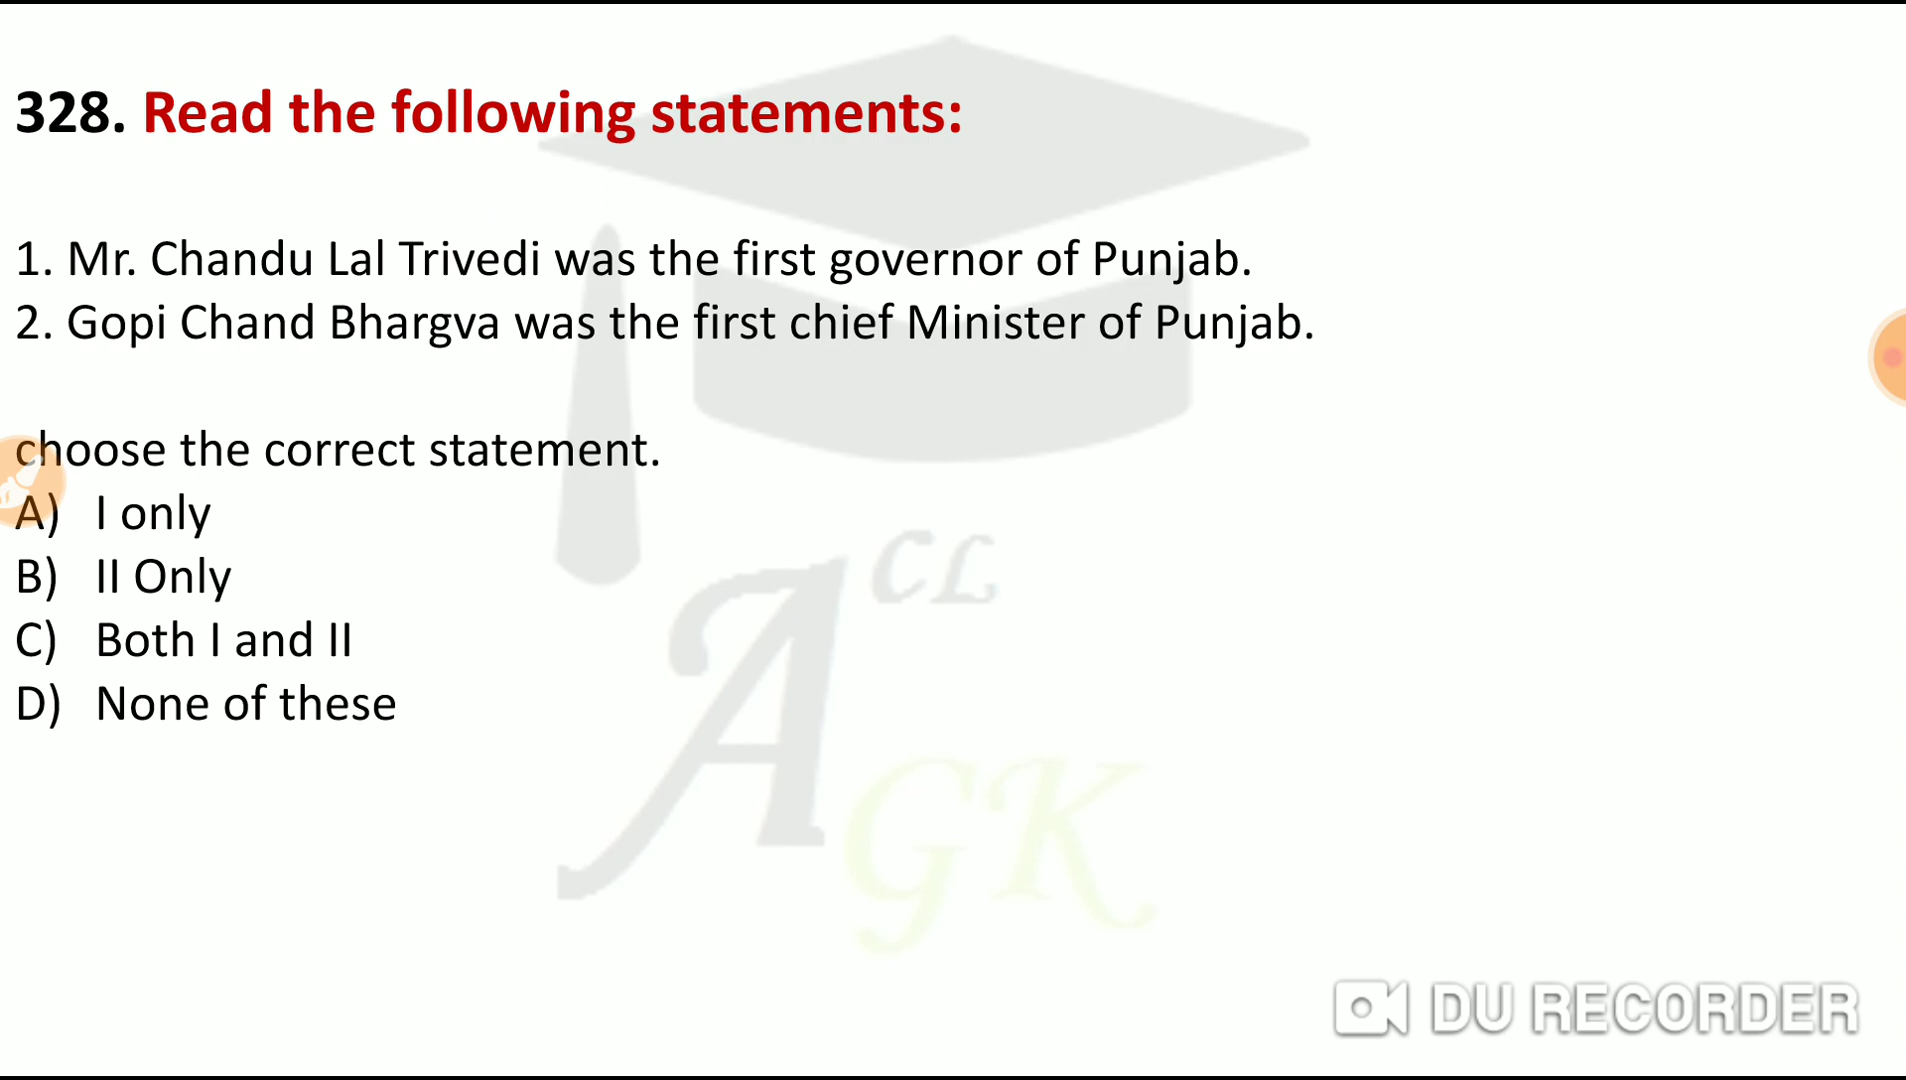 328. Read the following statements:
1. Mr. Chandu Lal Trivedi was the first governor of Punjab.
2. Gopi Chand Bhargva was the first chief Minister of Punjab.
choose the correct statement.
A) I only
B) II Only
C) Both I and II
D) None of these
A CL
GK
DU RECORDER